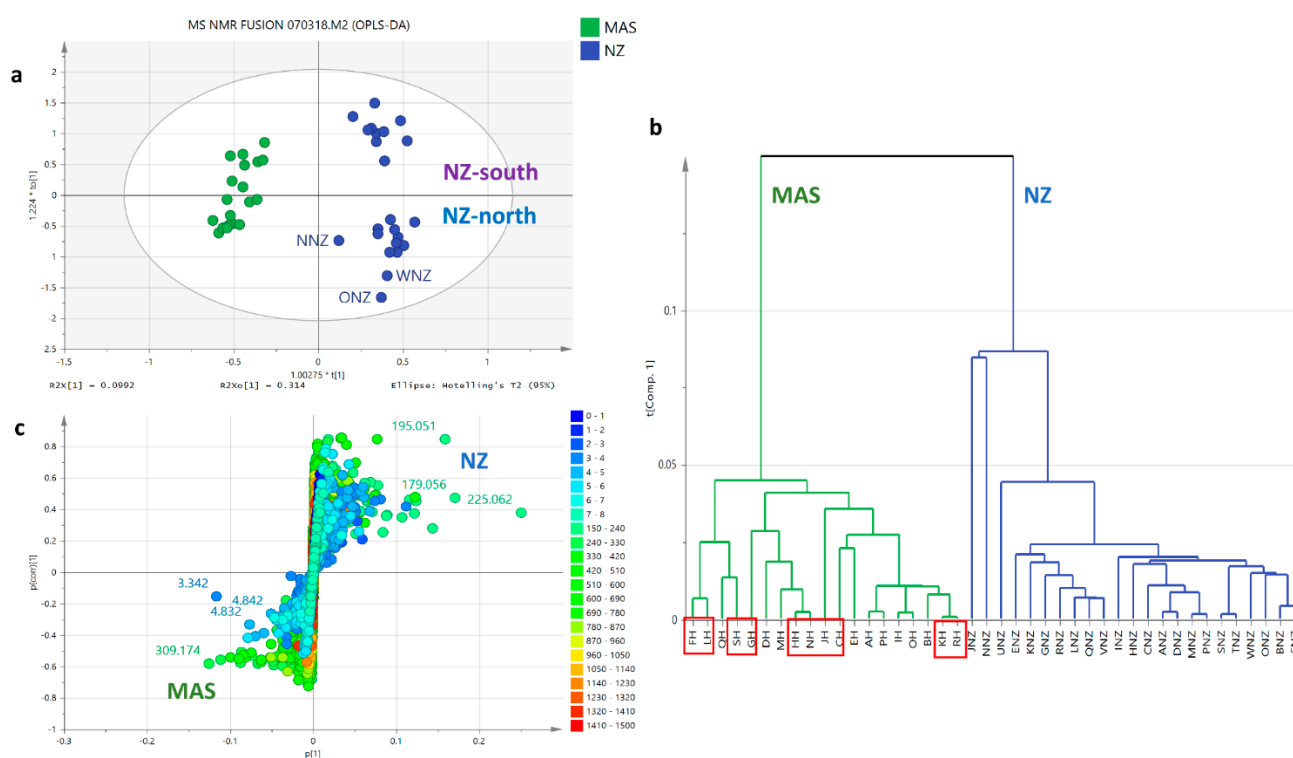 MS NMR FUSION 070318.M2 (OPLS-DA)
MAS
NZ
a
2
1.5
1
0.5
0
-0.5
-1
-1.5
-2
2.5
1.224 * to[1]
NZ-south
NZ-north
NNZ
WNZ
ONZ
-1.5
-1
-0.5
0
0.5
1
1.00275 * t[1]
R2X[1] = 0.0992
R2Xo[1] = 0.314
Ellipse: Hotelling's T2 (95%)
b
MAS
NZ
0.1
0.05
0
t[Comp. 1]
FH
LH
QH
SH
GH
DH
MH
HH
NH
JH
CH
EH
AH
PH
IH
OH
BH
KH
RH
JNZ
NNZ
UNZ
ENZ
KNZ
GNZ
RNZ
LNZ
QNZ
VNZ
INZ
HNZ
CNZ
ANZ
DNZ
MNZ
PNZ
SNZ
TNZ
WNZ
ONZ
BNZ
c
0.8
0.6
0.4
0.2
0
-0.2
-0.4
-0.6
-0.8
-1
p(corr)[1]
195.051
NZ
179.056
225.062
3.342
4.842
4.832
309.174
MAS
-0.3
-0.2
-0.1
0
0.1
0.2
p[1]
0 - 1
1 - 2
2 - 3
3 - 4
4 - 5
5 - 6
6 - 7
7 - 8
150 - 240
240 - 330
330 - 420
420 - 510
510 - 600
600 - 690
690 - 780
780 - 870
870 - 960
960 - 1050
1050 - 1140
1140 - 1230
1230 - 1320
1320 - 1410
1410 - 1500